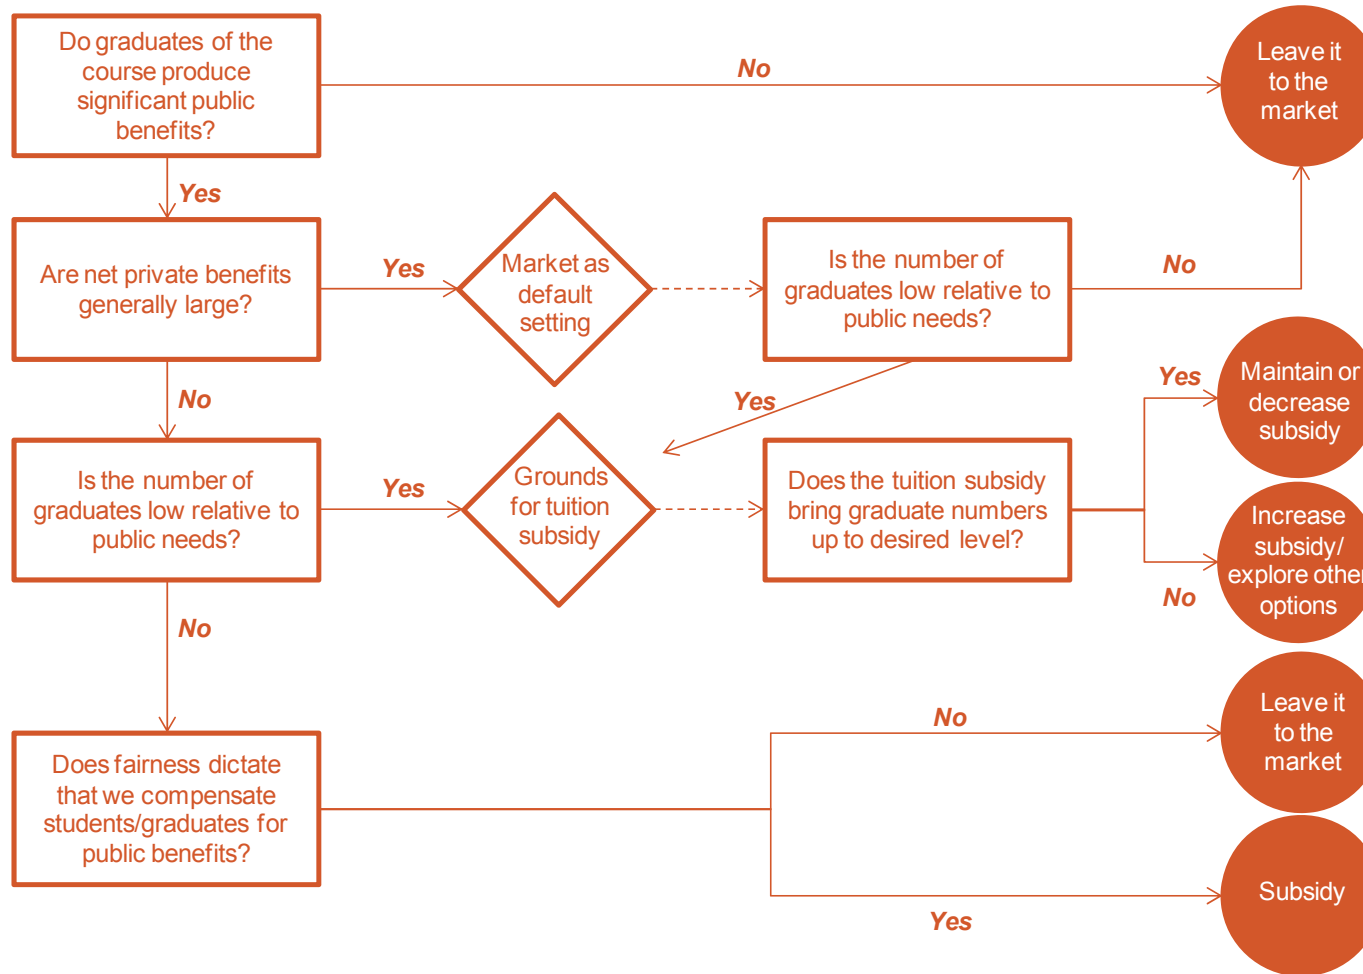 Do graduates of the
course produce
significant public
benefits?
No
Leave it
to the
market
Yes
Are net private benefits
generally large?
Yes
Market as
default
setting
Is the number of
graduates low relative to
public needs?
No
No
Yes
Is the number of
graduates low relative to
public needs?
Yes
Grounds
for tuition
subsidy
Does the tuition subsidy
bring graduate numbers
up to desired level?
Yes
Maintain or
decrease
subsidy
No
Increase
subsidy/
explore other
options
No
Does fairness dictate
that we compensate
students/graduates for
public benefits?
No
Leave it
to the
market
Yes
Subsidy